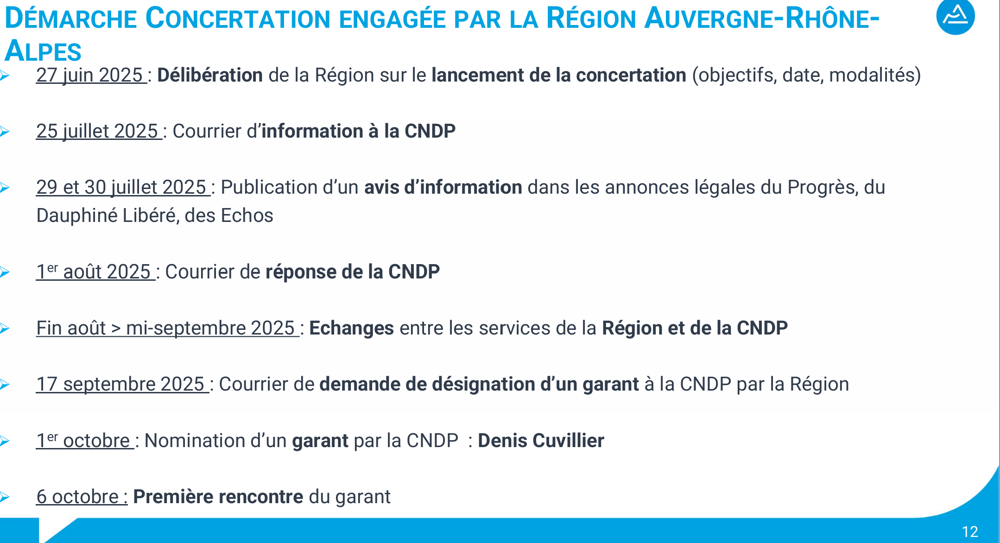 DÉMARCHE CONCERTATION ENGAGÉE PAR LA RÉGION AUVERGNE-RHÔNE-
ALPES
27 juin 2025 : Délibération de la Région sur le lancement de la concertation (objectifs, date, modalités)
25 juillet 2025 : Courrier d’information à la CNDP
29 et 30 juillet 2025 : Publication d’un avis d’information dans les annonces légales du Progrès, du
Dauphiné Libéré, des Echos
1er août 2025 : Courrier de réponse de la CNDP
Fin août > mi-septembre 2025 : Echanges entre les services de la Région et de la CNDP
17 septembre 2025 : Courrier de demande de désignation d’un garant à la CNDP par la Région
1er octobre : Nomination d’un garant par la CNDP : Denis Cuvillier
6 octobre : Première rencontre du garant
12